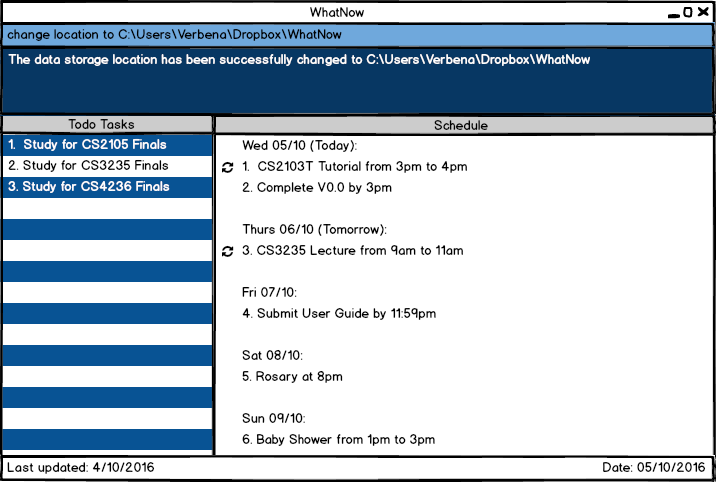 WhatNow
change location to C:\Users\Verbena\Dropbox\WhatNow
The data storage location has been successfully changed to C:\Users\Verbena\Dropbox\WhatNow
Todo Tasks
1. Study for CS2105 Finals
2. Study for CS3235 Finals
3. Study for CS4236 Finals
Schedule
Wed 05/10 (Today):
1. CS2103T Tutorial from 3pm to 4pm
2. Complete V0.0 by 3pm
Thurs 06/10 (Tomorrow):
3. CS3235 Lecture from 9am to 11am
Fri 07/10:
4. Submit User Guide by 11:59pm
Sat 08/10:
5. Rosary at 8pm
Sun 09/10:
6. Baby Shower from 1pm to 3pm
Last updated: 4/10/2016
Date: 05/10/2016